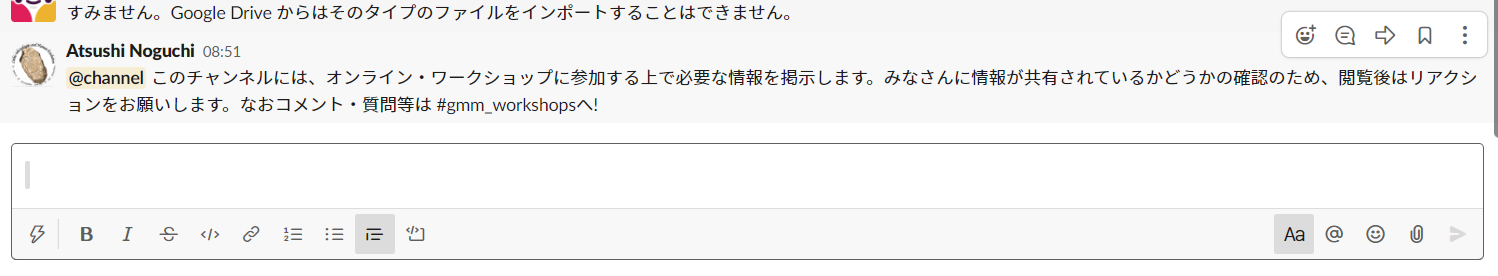 すみません。Google Drive からはそのタイプのファイルをインポートすることはできません。
Atsushi Noguchi 08:51
@channel このチャンネルには、オンライン・ワークショップに参加する上で必要な情報を掲示します。みなさんに情報が共有されているかどうかの確認のため、閲覧後はリアクシ
ョンをお願いします。なおコメント・質問等は #gmm_workshopsへ!
B I S </> Aa @